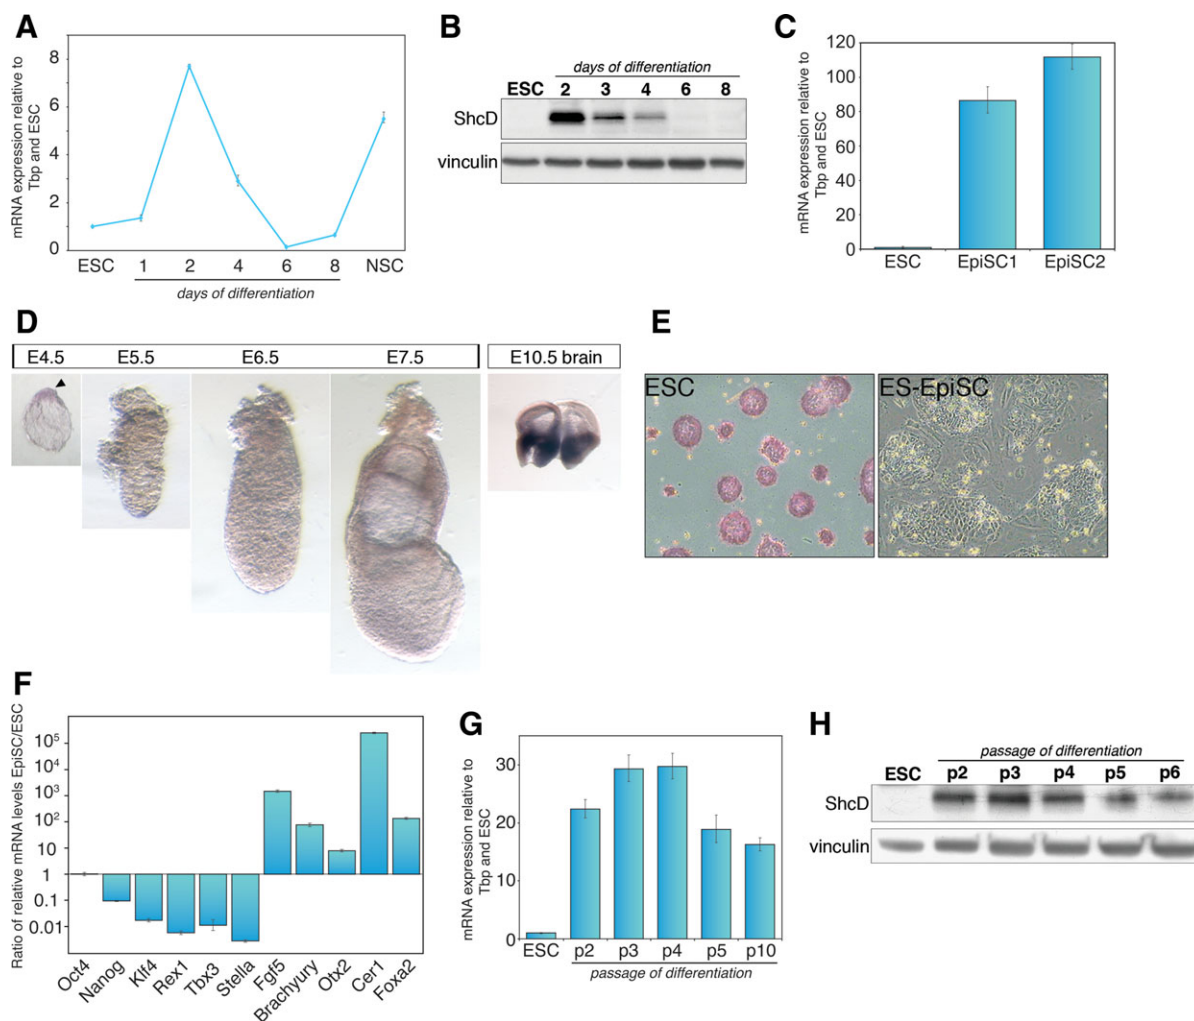 A
mRNA expression relative to
Tbp and ESC
8
6
4
2
0
ESC 1 2 4 6 8 NSC
days of differentiation
B
days of differentiation
ESC 2 3 4 6 8
ShcD
vinculin
C
mRNA expression relative to
Tbp and ESC
120
100
80
60
40
20
0
ESC EpiSC1 EpiSC2
D
E4.5 E5.5 E6.5 E7.5 E10.5 brain
E
ESC ES-EpiSC
F
Ratio of relative mRNA levels EpiSC/ESC
10⁵
10⁴
10³
10²
10
1
0.1
0.01
Oct4 Nanog Klf4 Rex1 Tbx3 Stella Fgf5 Brachyury Otx2 Cer1 Foxa2
G
mRNA expression relative to
Tbp and ESC
30
20
10
0
ESC p2 p3 p4 p5 p10
passage of differentiation
H
passage of differentiation
ESC p2 p3 p4 p5 p6
ShcD
vinculin